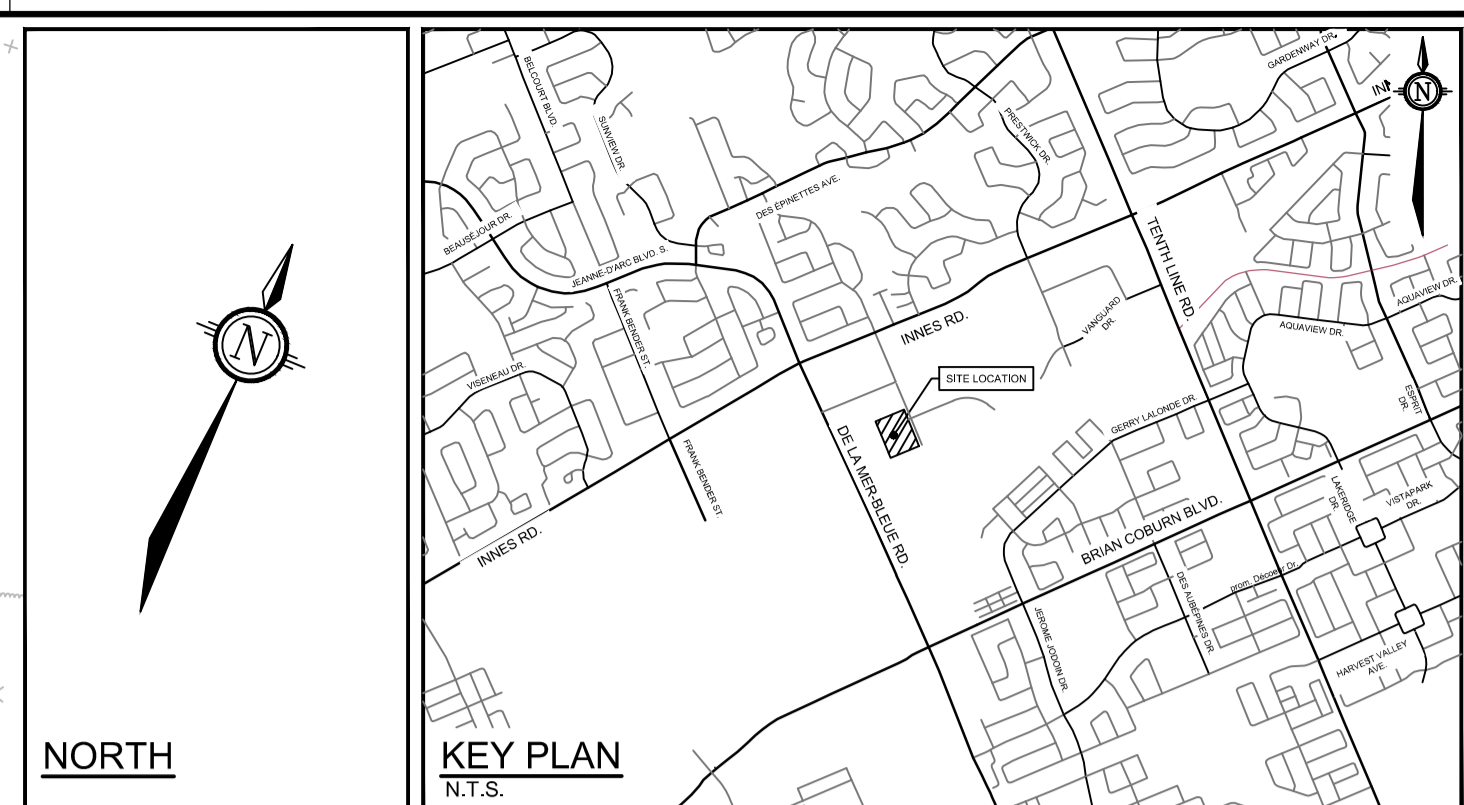 N
NORTH
BELCOURT BLVD.
SUNVIEW DR.
GARDENWAY DR.
N
PRESTWICK DR.
DES ÉPINETTES AVE.
BEAUSÉJOUR DR.
JEANNE-D'ARC BLVD. S.
TENTH LINE RD.
FRANK BENDER ST.
VANGUARD
DR.
AQUAVIEW DR.
AQUAVIEW DR.
INNES RD.
VISENEAU DR.
SITE LOCATION
ESPRIT
DR.
GERRY LALONDE DR.
DE LA MER-BLEUE RD.
FRANK BENDER ST.
LAKERIDGE
DR.
VISTAPARK
DR.
BRIAN COBURN BLVD.
INNES RD.
DES AUBÉPINES DR.
prom. Décoeur Dr.
JEROME JODOIN DR.
HARVEST VALLEY
AVE.
KEY PLAN
N.T.S.